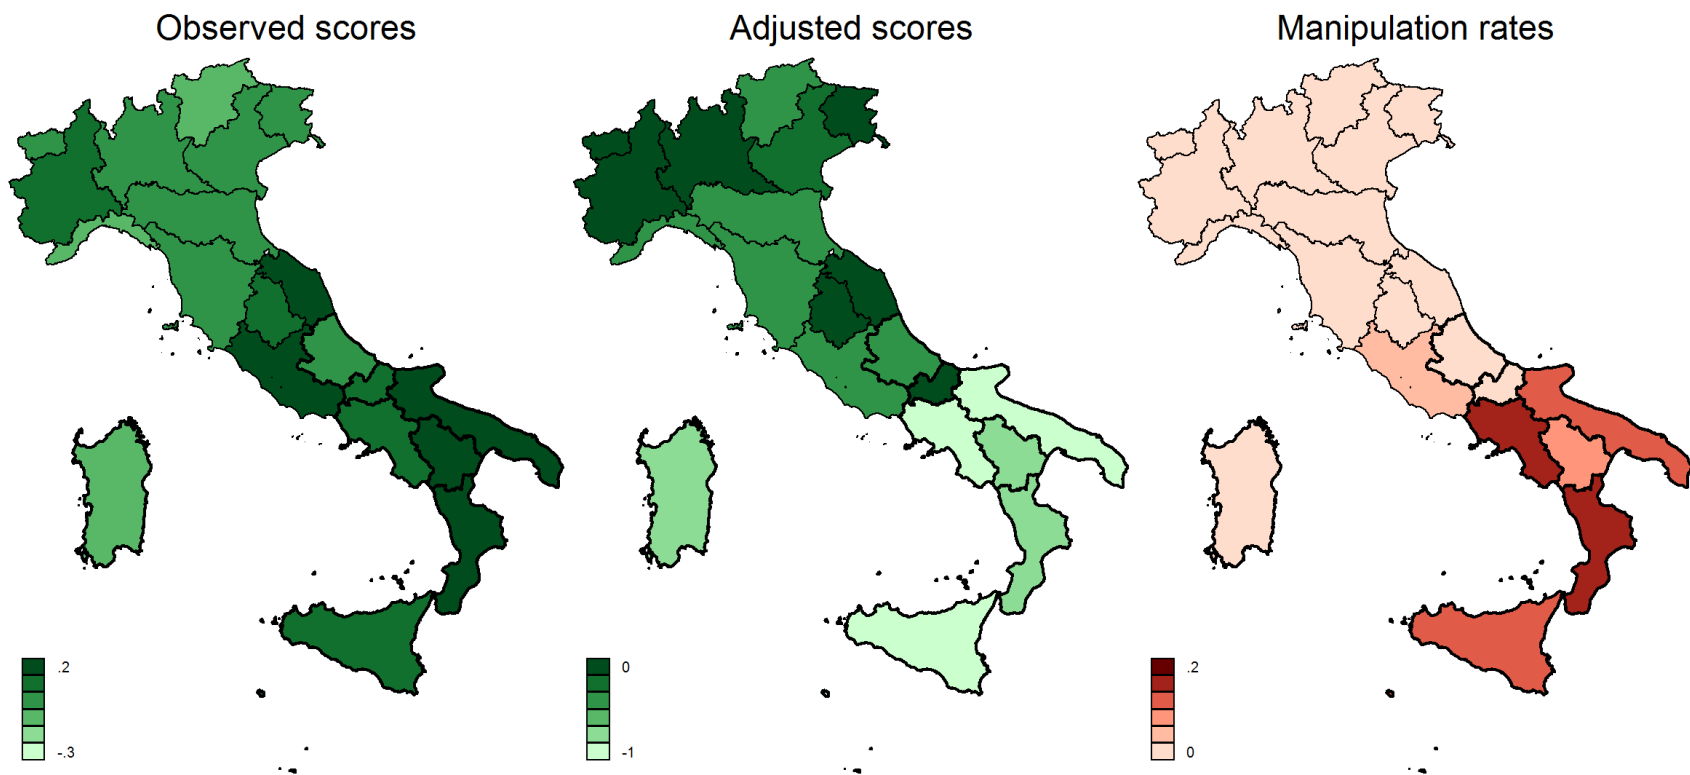 Observed scores
Adjusted scores
Manipulation rates
.2
-.3
0
-1
.2
0